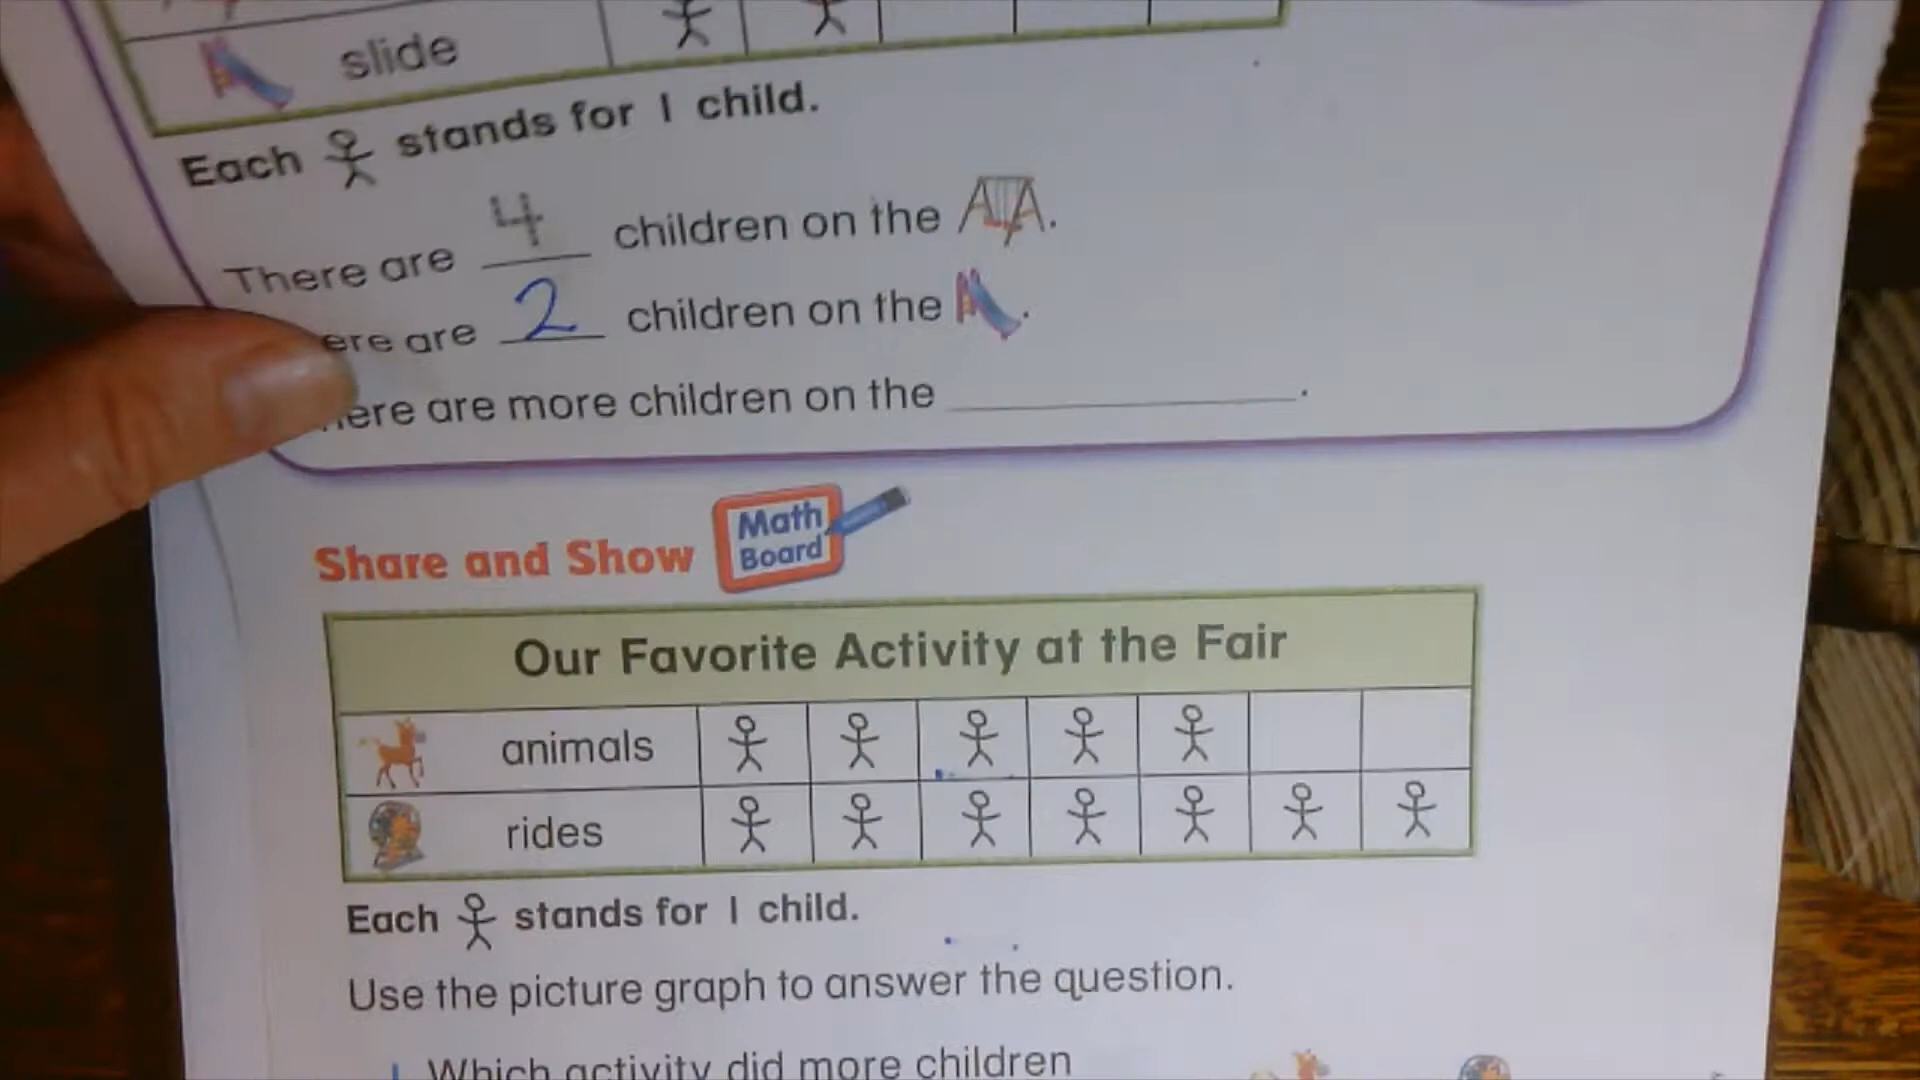 slide
Each stands for 1 child.
There are 4 children on the
ere are 2 children on the
ere are more children on the
Share and Show
Math
Board
Our Favorite Activity at the Fair
animals
rides
Each stands for 1 child.
Use the picture graph to answer the question.
Which activity did more children